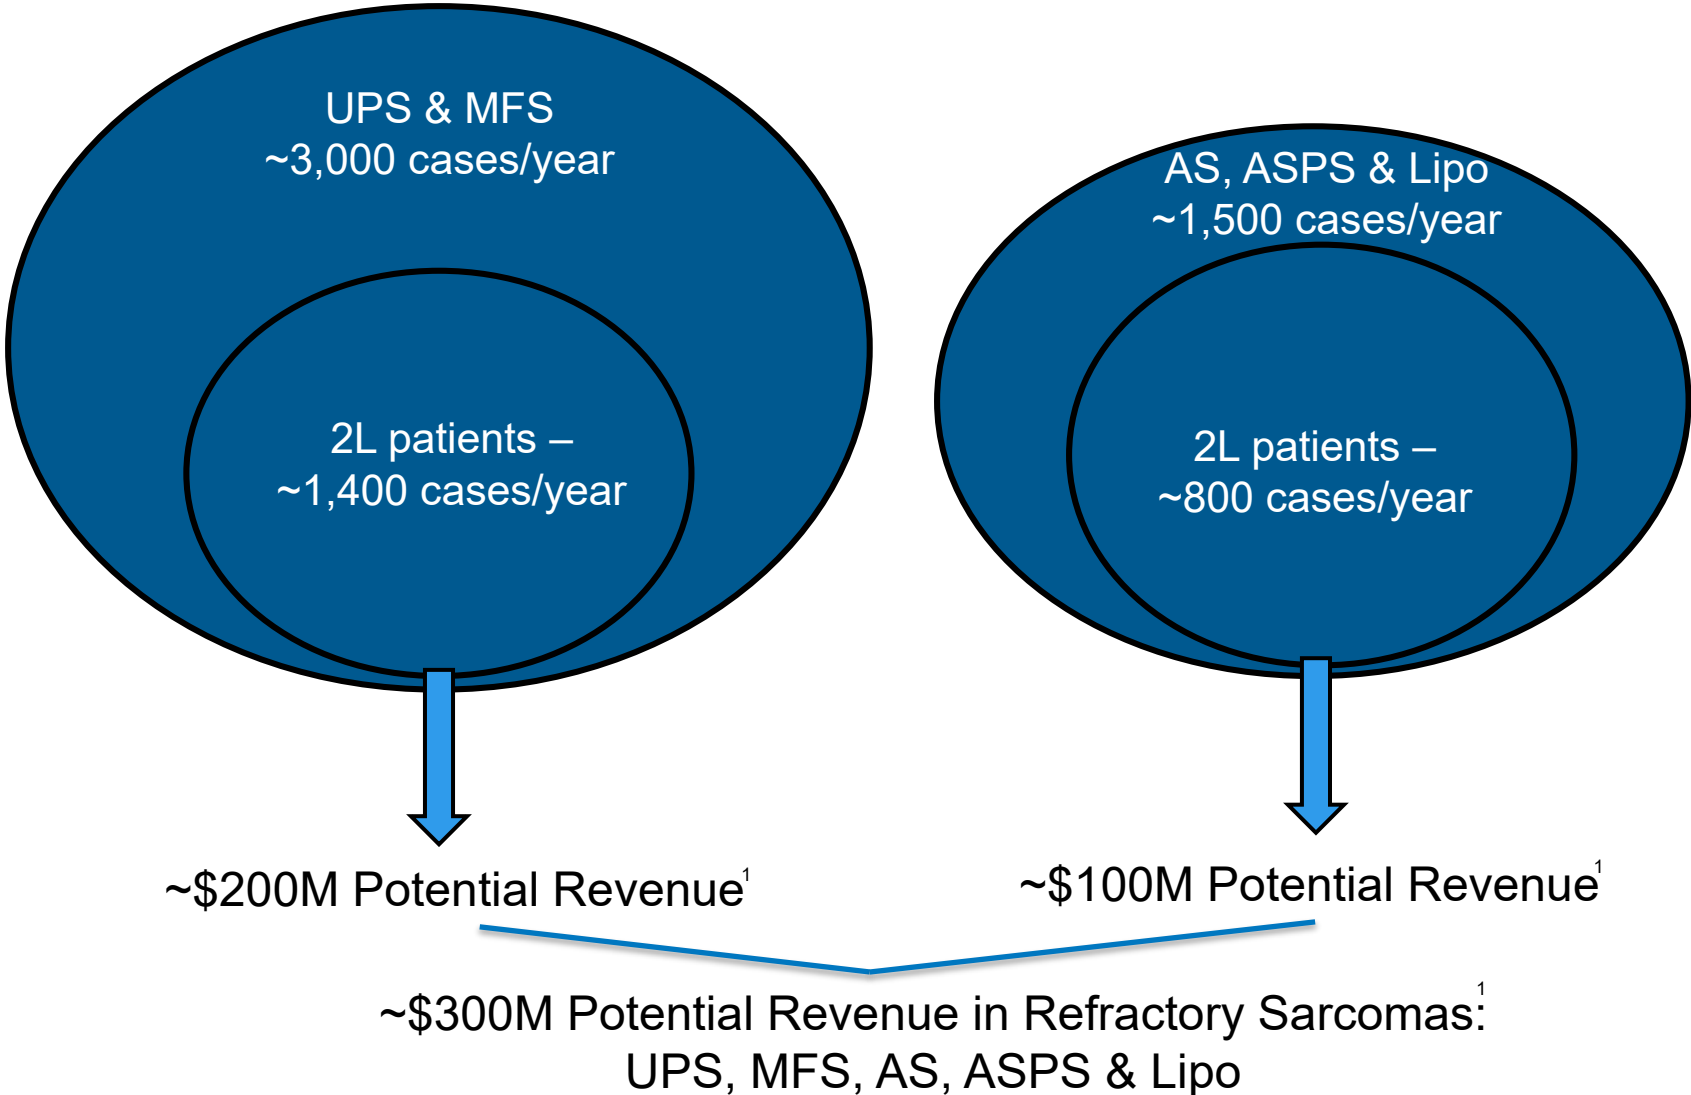 UPS & MFS
~3,000 cases/year
2L patients –
~1,400 cases/year
AS, ASPS & Lipo
~1,500 cases/year
2L patients –
~800 cases/year
~$200M Potential Revenue¹
~$100M Potential Revenue¹
~$300M Potential Revenue in Refractory Sarcomas¹:
UPS, MFS, AS, ASPS & Lipo